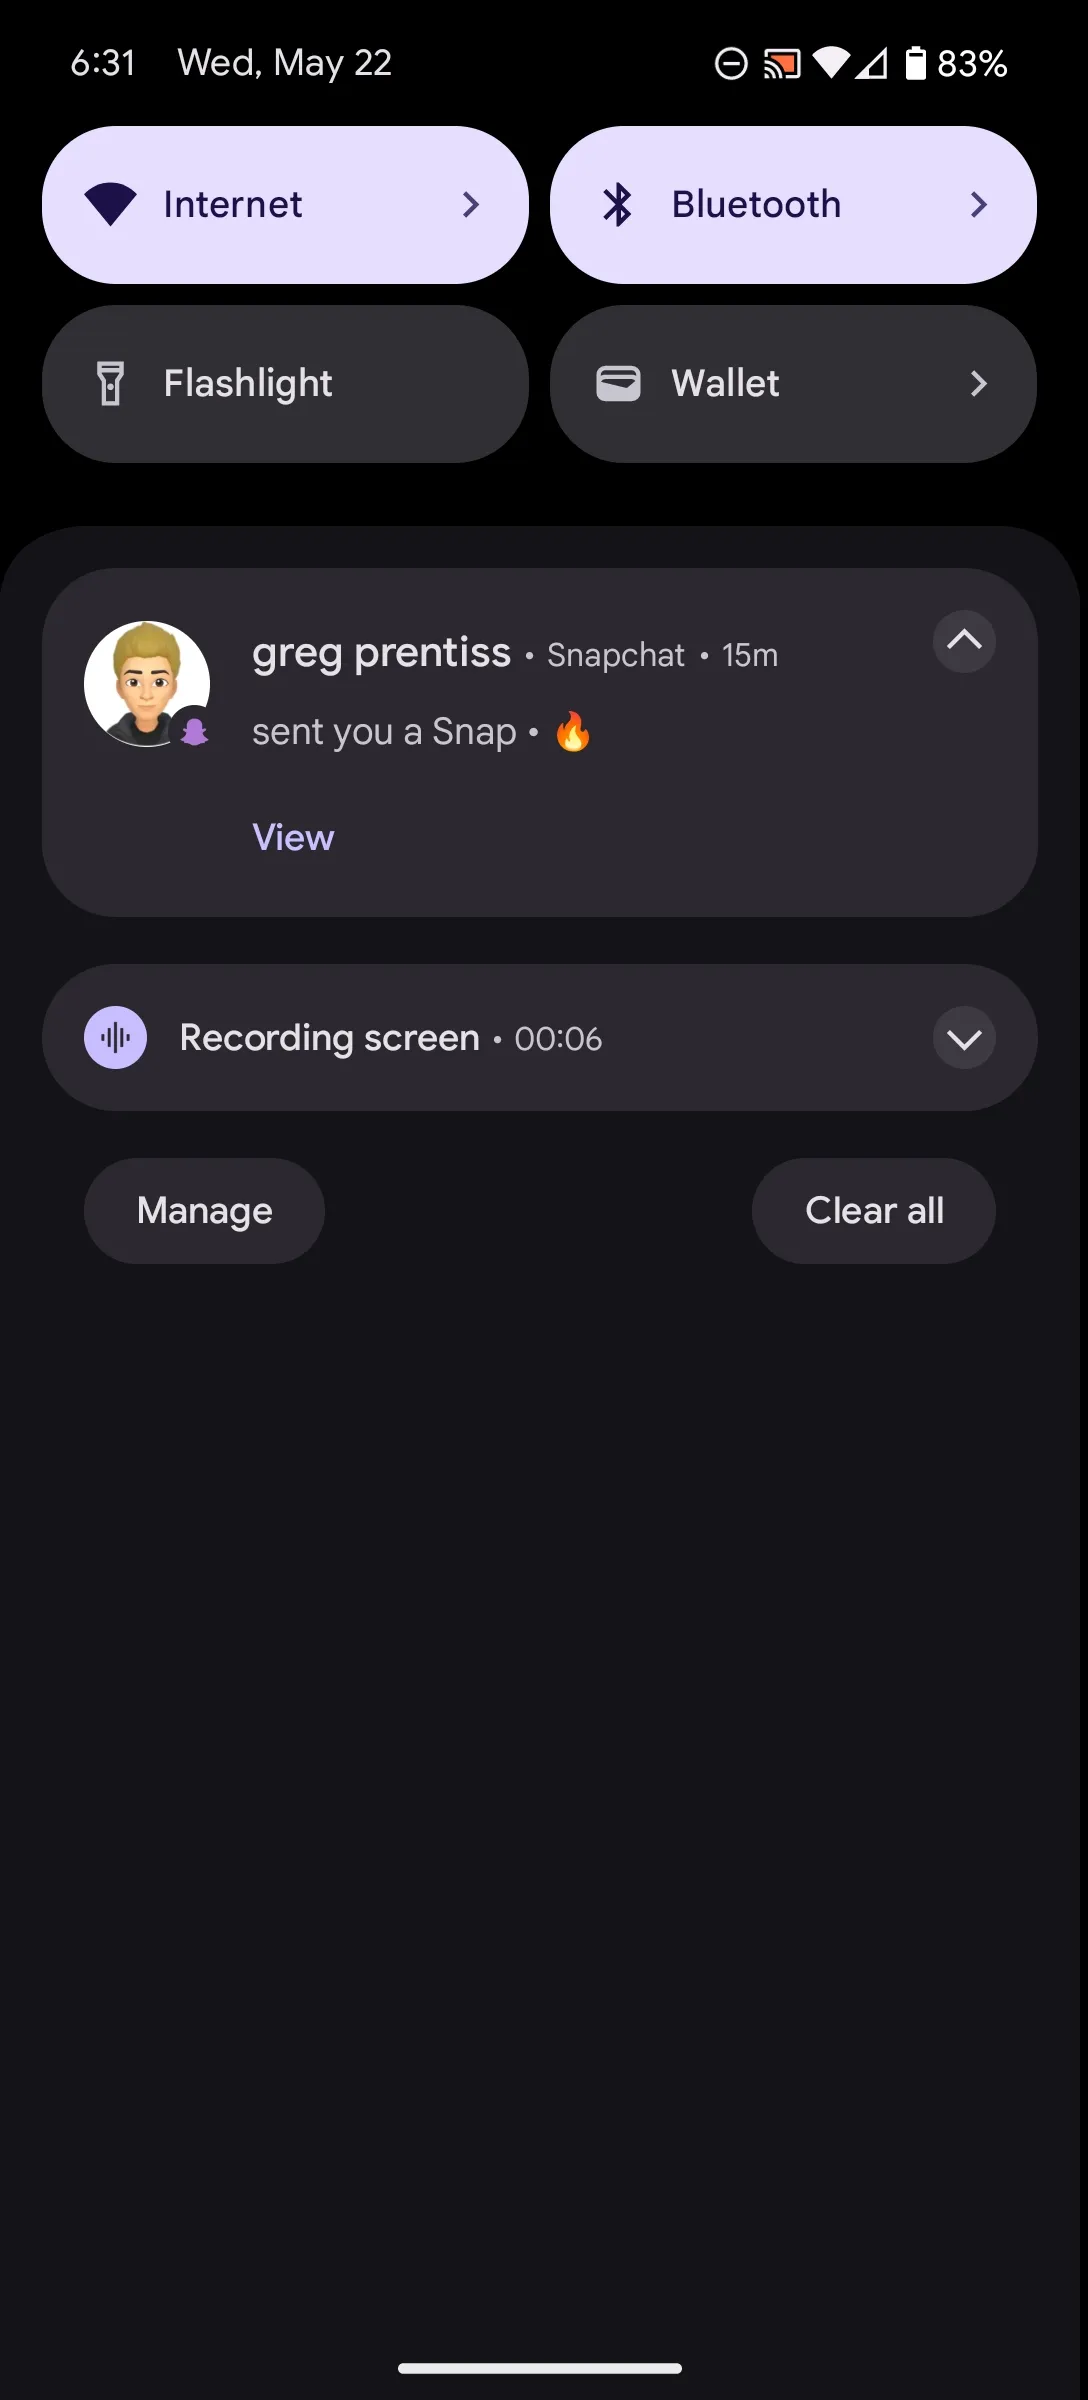 6:31 Wed, May 22 83%
Internet Bluetooth
Flashlight Wallet
greg prentiss • Snapchat • 15m
sent you a Snap • 🔥
View
Recording screen • 00:06
Manage Clear all